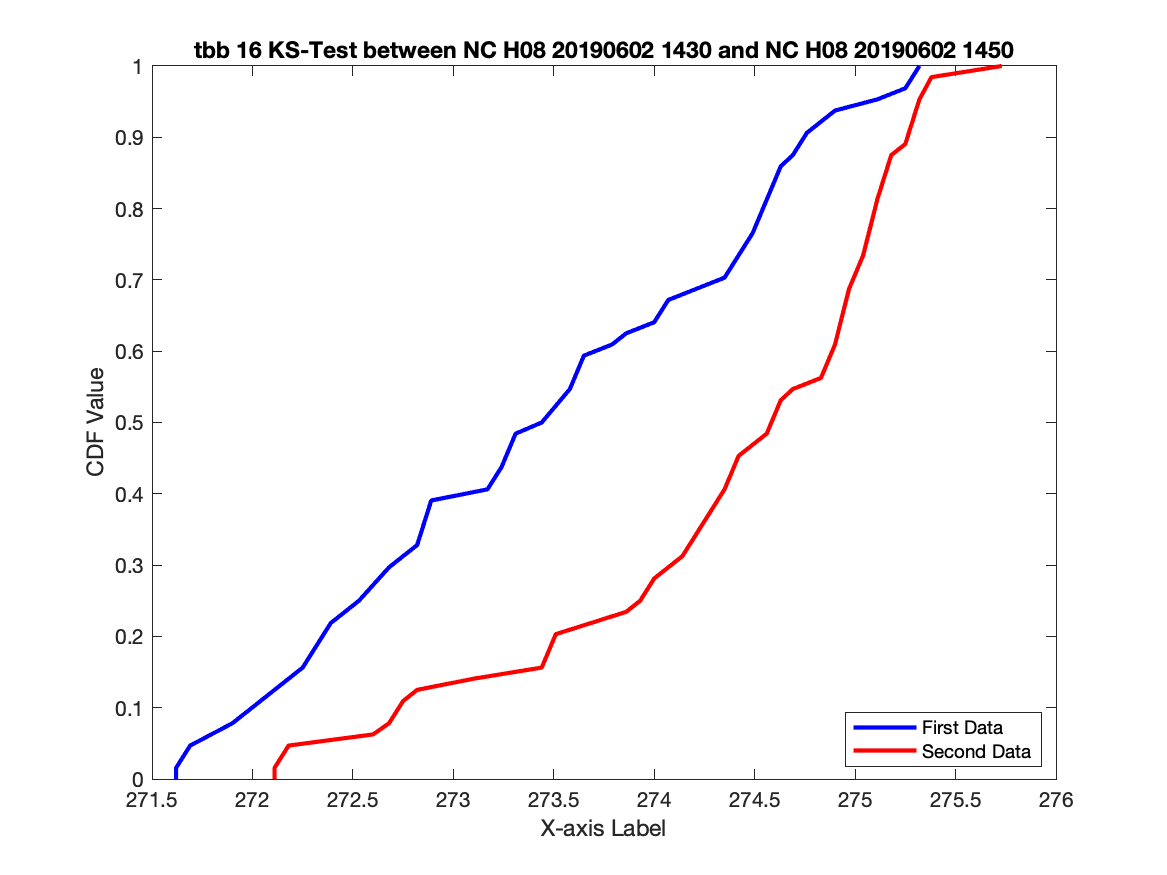 tbb 16 KS-Test between NC H08 20190602 1430 and NC H08 20190602 1450
1
0.9
0.8
0.7
0.6
0.5
0.4
0.3
0.2
0.1
0
CDF Value
First Data
Second Data
271.5 272 272.5 273 273.5 274 274.5 275 275.5 276
X-axis Label